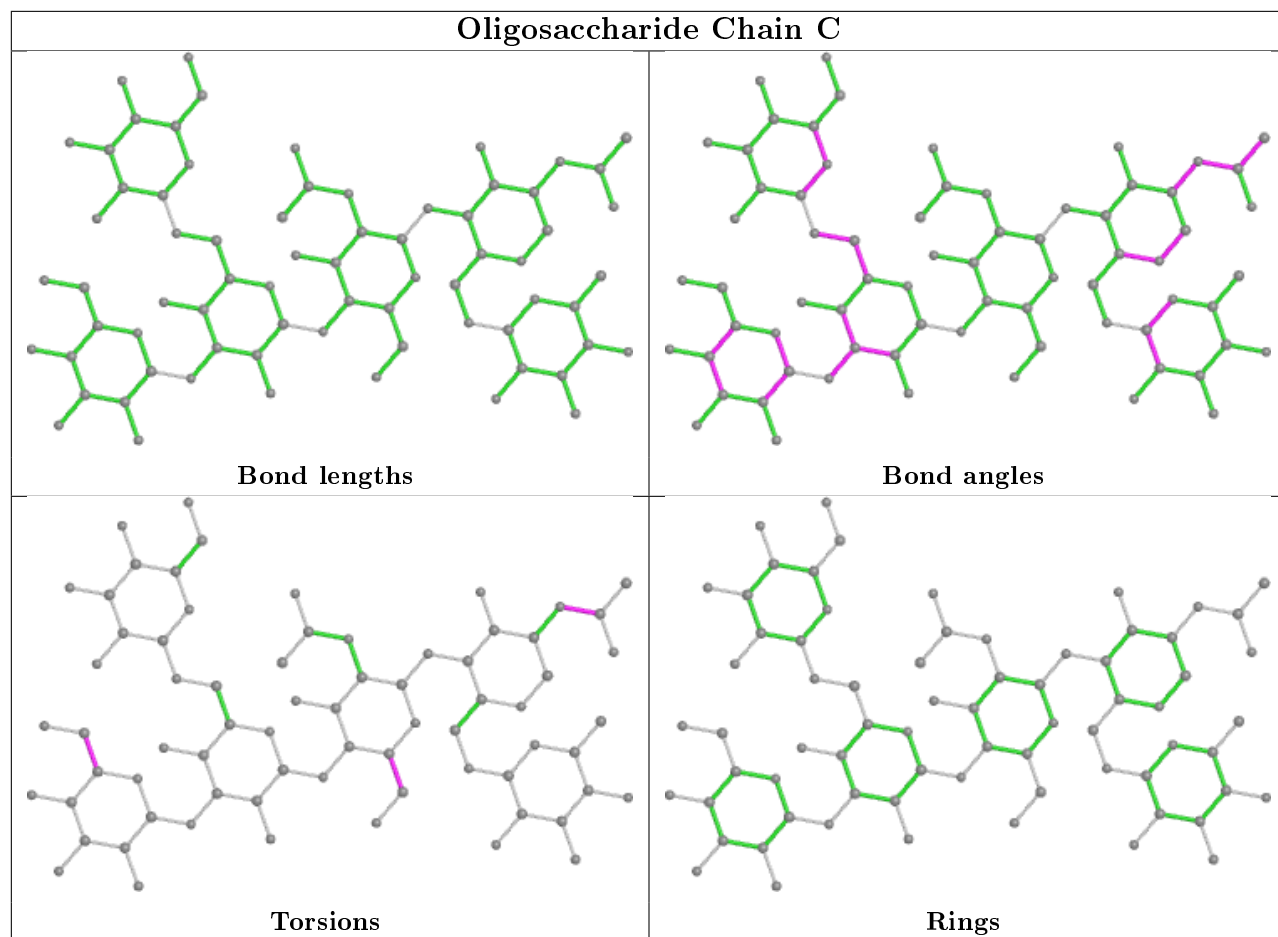 Oligosaccharide Chain C
Bond lengths
Bond angles
Torsions
Rings